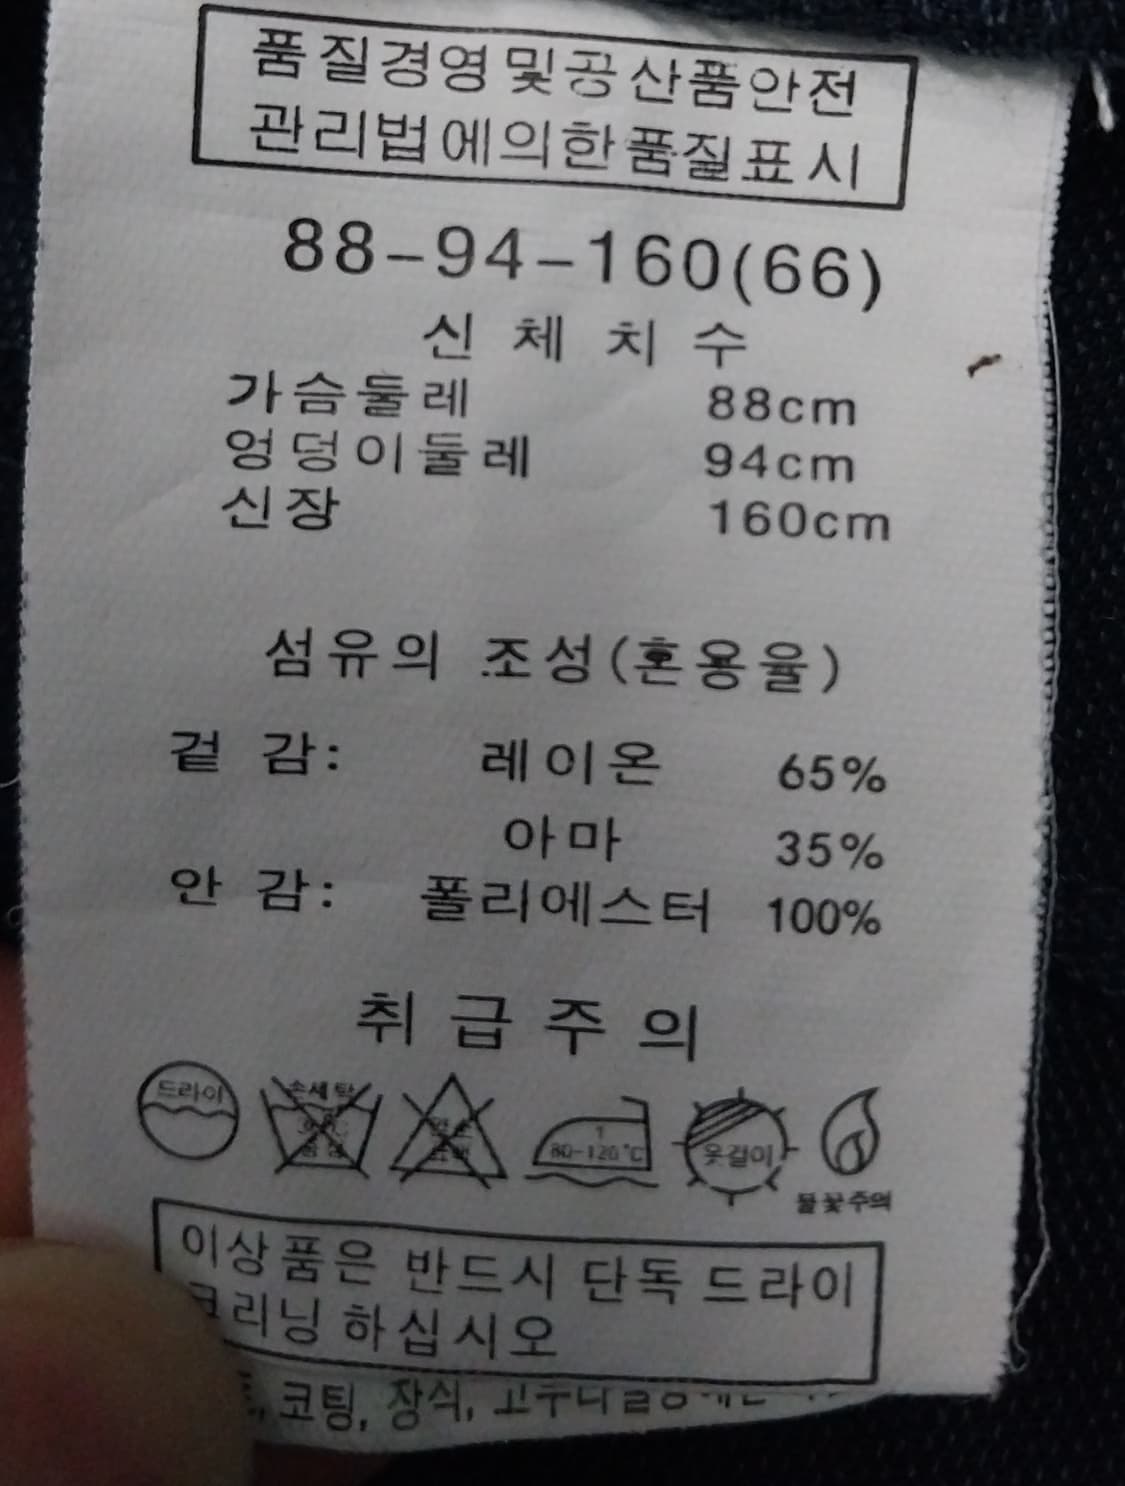 품질경영및공산품안전
관리법에의한품질표시
88-94-160(66)
신체치수
가슴둘레 88cm
엉덩이둘레 94cm
신장 160cm
섬유의 조성(혼용율)
겉감: 레이온 65%
아마 35%
안감: 폴리에스터 100%
취급주의
드라이
손세탁
1
80-120℃
옷걸이
불꽃주의
이상품은 반드시 단독 드라이
크리닝 하십시오
코팅, 장식,